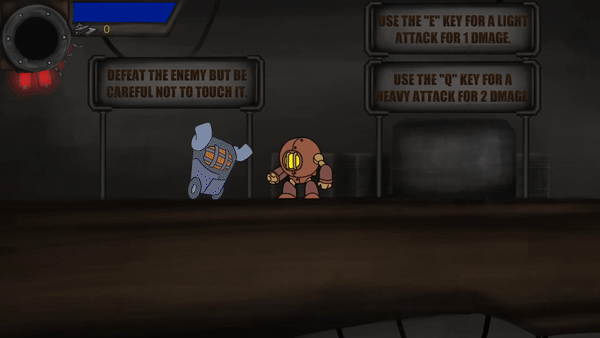 0
USE THE "E" KEY FOR A LIGHT
ATTACK FOR 1 DMAGE.
DEFEAT THE ENEMY BUT BE
CAREFUL NOT TO TOUCH IT.
USE THE "Q" KEY FOR A
HEAVY ATTACK FOR 2 DMAGE